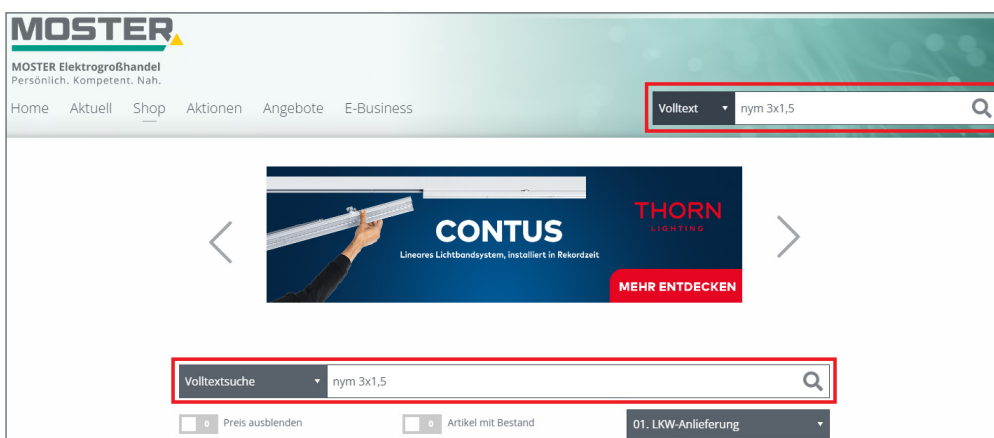 MOSTER
MOSTER Elektrogroßhandel
Persönlich. Kompetent. Nah.
Home Aktuell Shop Aktionen Angebote E-Business
Volltext nym 3x1,5
CONTUS
Lineares Lichtbandsystem, installiert in Rekordzeit
THORN
LIGHTING
MEHR ENTDECKEN
Volltextsuche nym 3x1,5
0 Preis ausblenden 0 Artikel mit Bestand 01. LKW-Anlieferung